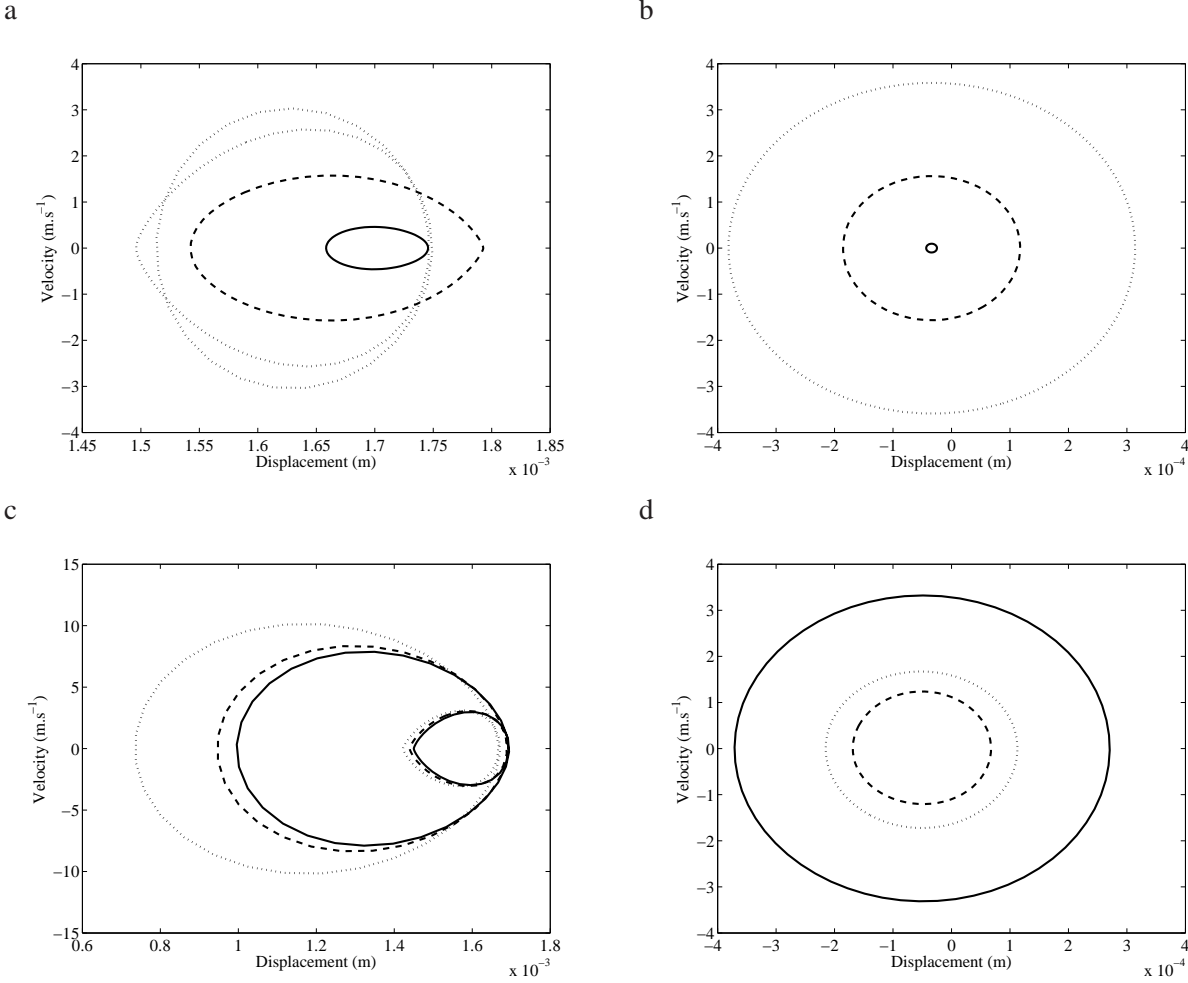 a
4
3
2
1
0
−1
−2
−3
−4
Velocity (m.s−1)
1.45 1.5 1.55 1.6 1.65 1.7 1.75 1.8 1.85
Displacement (m)
x 10−3
b
4
3
2
1
0
−1
−2
−3
−4
Velocity (m.s−1)
−4 −3 −2 −1 0 1 2 3 4
Displacement (m)
x 10−4
c
15
10
5
0
−5
−10
−15
Velocity (m.s−1)
0.6 0.8 1 1.2 1.4 1.6 1.8
Displacement (m)
x 10−3
d
4
3
2
1
0
−1
−2
−3
−4
Velocity (m.s−1)
−4 −3 −2 −1 0 1 2 3 4
Displacement (m)
x 10−4